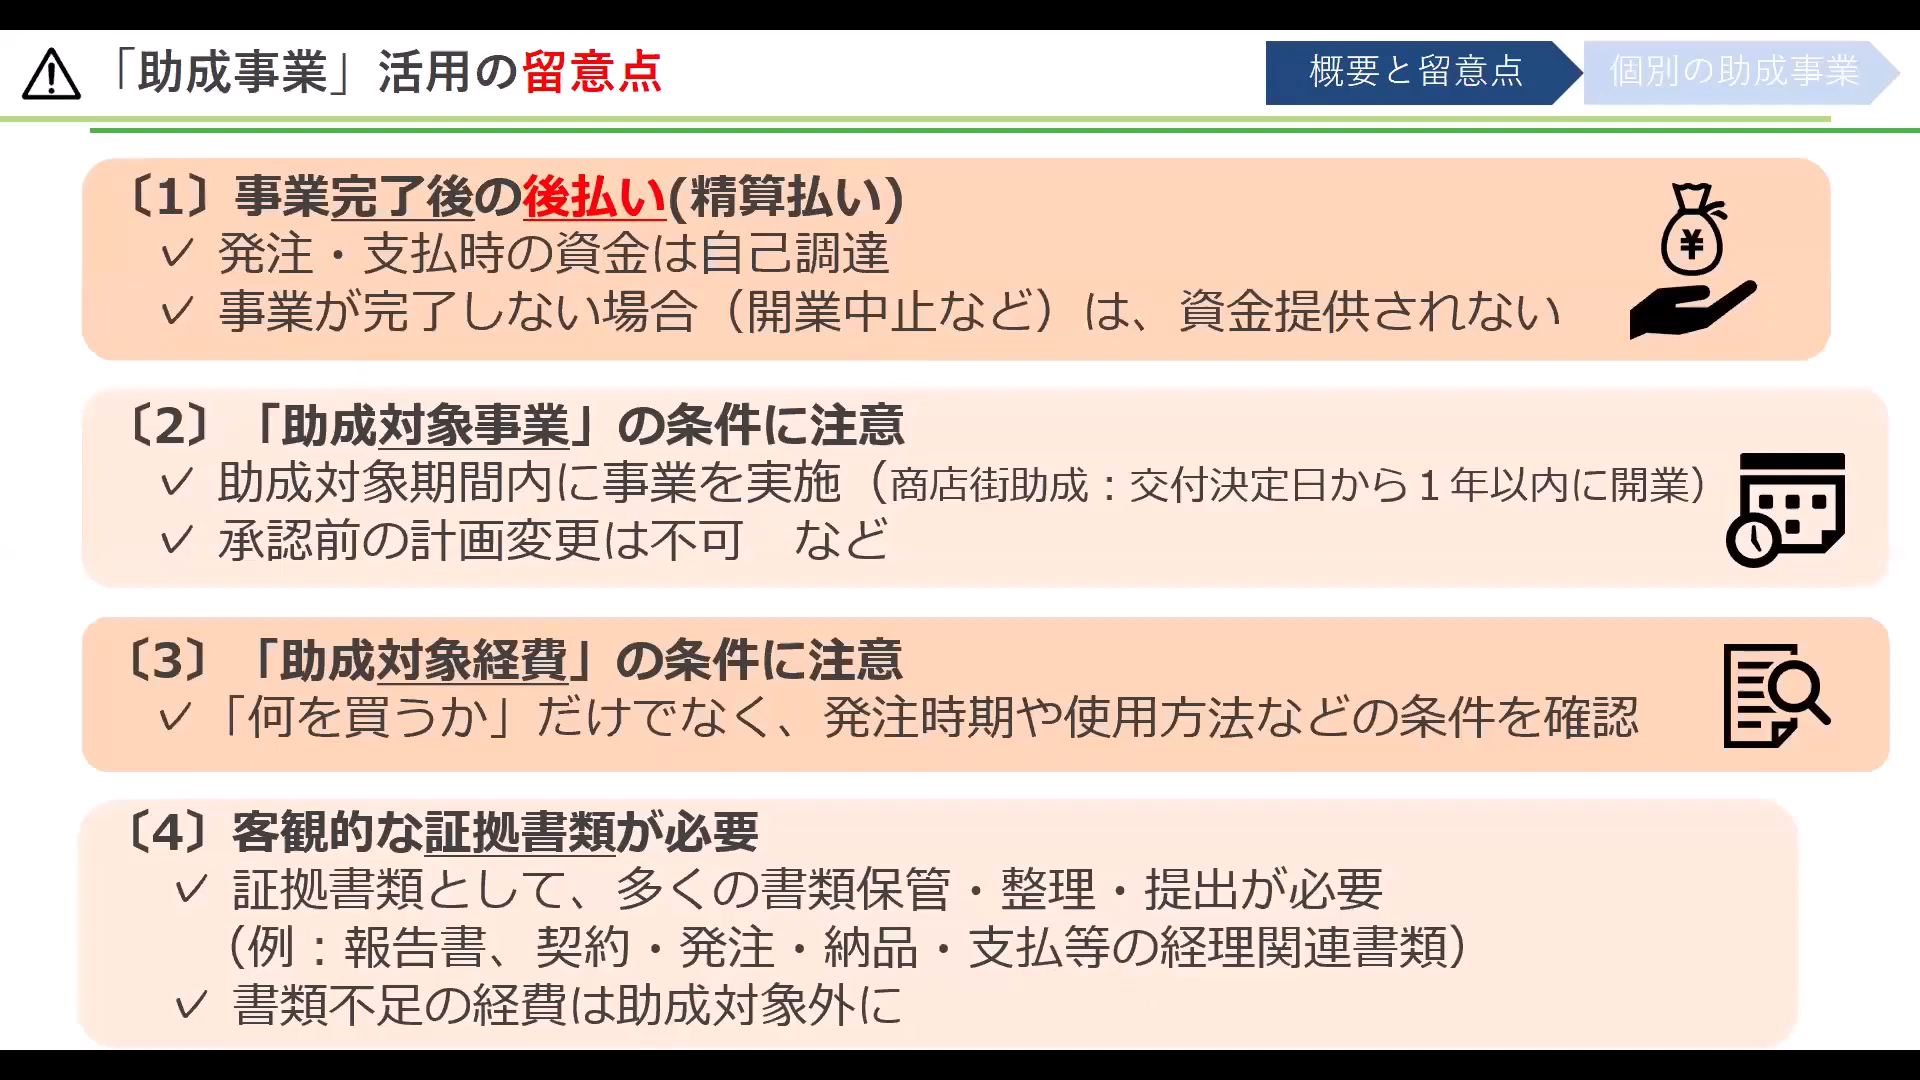 「助成事業」活用の留意点
概要と留意点
個別の助成事業
〔1〕事業完了後の後払い(精算払い)
✓ 発注・支払時の資金は自己調達
✓ 事業が完了しない場合（開業中止など）は、資金提供されない
¥
〔2〕「助成対象事業」の条件に注意
✓ 助成対象期間内に事業を実施（商店街助成：交付決定日から１年以内に開業）
✓ 承認前の計画変更は不可　など
〔3〕「助成対象経費」の条件に注意
✓「何を買うか」だけでなく、発注時期や使用方法などの条件を確認
〔4〕客観的な証拠書類が必要
✓ 証拠書類として、多くの書類保管・整理・提出が必要
（例：報告書、契約・発注・納品・支払等の経理関連書類）
✓ 書類不足の経費は助成対象外に